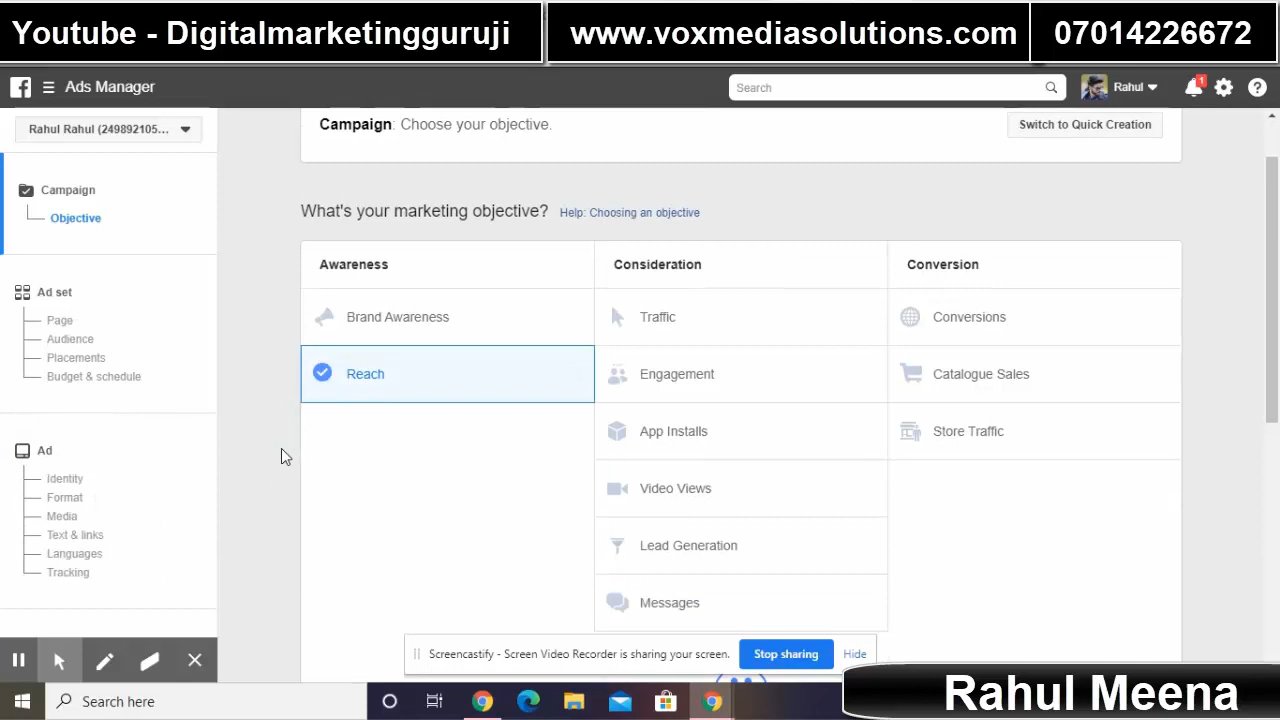 Youtube - Digitalmarketingguruji
www.voxmediasolutions.com
07014226672
Ads Manager
Search
Rahul
1
Rahul Rahul (249892105...
Campaign: Choose your objective.
Switch to Quick Creation
Campaign
Objective
Ad set
Page
Audience
Placements
Budget & schedule
Ad
Identity
Format
Media
Text & links
Languages
Tracking
What's your marketing objective?
Help: Choosing an objective
Awareness
Consideration
Conversion
Brand Awareness
Traffic
Conversions
Reach
Engagement
Catalogue Sales
App Installs
Store Traffic
Video Views
Lead Generation
Messages
Screencastify - Screen Video Recorder is sharing your screen.
Stop sharing
Hide
Search here
Rahul Meena